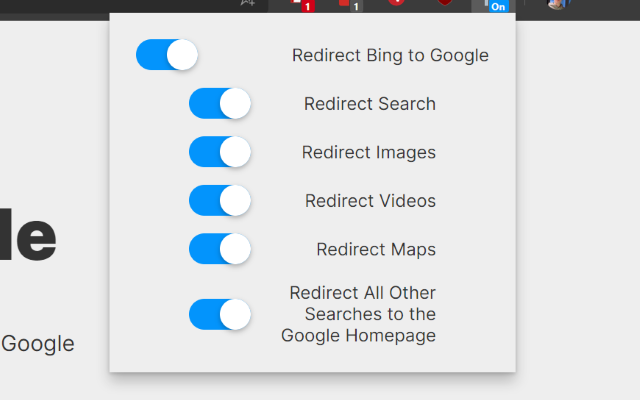 1
1
On
Redirect Bing to Google
Redirect Search
Redirect Images
Redirect Videos
Redirect Maps
Redirect All Other
Searches to the
Google Homepage
le
Google